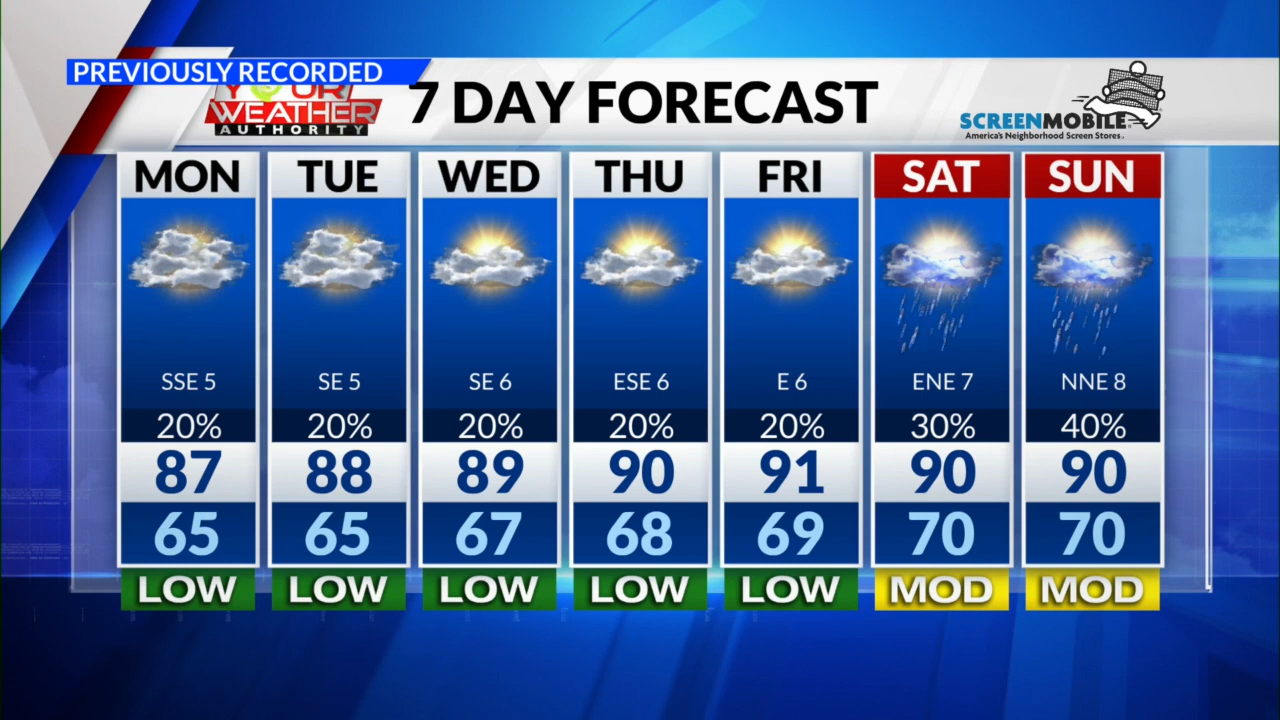 PREVIOUSLY RECORDED
YOUR
WEATHER
AUTHORITY
7 DAY FORECAST
SCREENMOBILE
America's Neighborhood Screen Stores
MON TUE WED THU FRI SAT SUN
SSE 5 SE 5 SE 6 ESE 6 E 6 ENE 7 NNE 8
20% 20% 20% 20% 20% 30% 40%
87 88 89 90 91 90 90
65 65 67 68 69 70 70
LOW LOW LOW LOW LOW MOD MOD